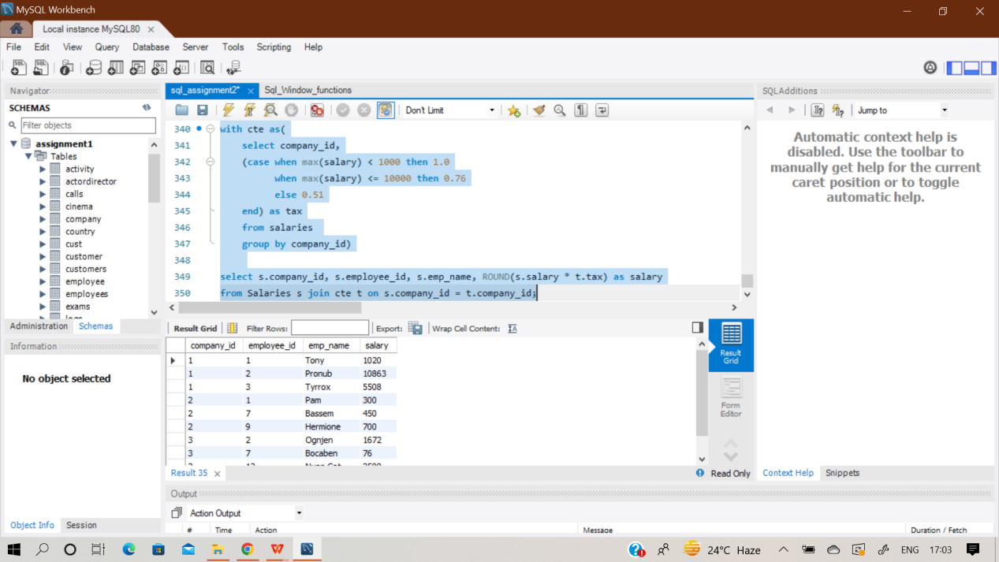 MySQL Workbench
Local instance MySQL80
File Edit View Query Database Server Tools Scripting Help
Navigator
SCHEMAS
Filter objects
assignment1
Tables
activity
actordirector
calls
cinema
company
country
cust
customer
customers
employee
employees
exams
Administration Schemas
Information
No object selected
Object Info Session
sql_assignment2* Sql_Window_functions
Don't Limit
340 with cte as(
341 select company_id,
342 (case when max(salary) < 1000 then 1.0
343 when max(salary) <= 10000 then 0.76
344 else 0.51
345 end) as tax
346 from salaries
347 group by company_id)
348
349 select s.company_id, s.employee_id, s.emp_name, ROUND(s.salary * t.tax) as salary
350 from Salaries s join cte t on s.company_id = t.company_id;
Result Grid Filter Rows: Export: Wrap Cell Content:
company_id employee_id emp_name salary
1 1 Tony 1020
1 2 Pronub 10863
1 3 Tyrrox 5508
2 1 Pam 300
2 7 Bassem 450
2 9 Hermione 700
3 2 Ognjen 1672
3 7 Bocaben 76
Result 35
Result Grid
Form Editor
Read Only
Output
Action Output
# Time Action Message Duration / Fetch
SQLAdditions
Jump to
Automatic context help is
disabled. Use the toolbar to
manually get help for the current
caret position or to toggle
automatic help.
Context Help Snippets
24°C Haze ENG 17:03